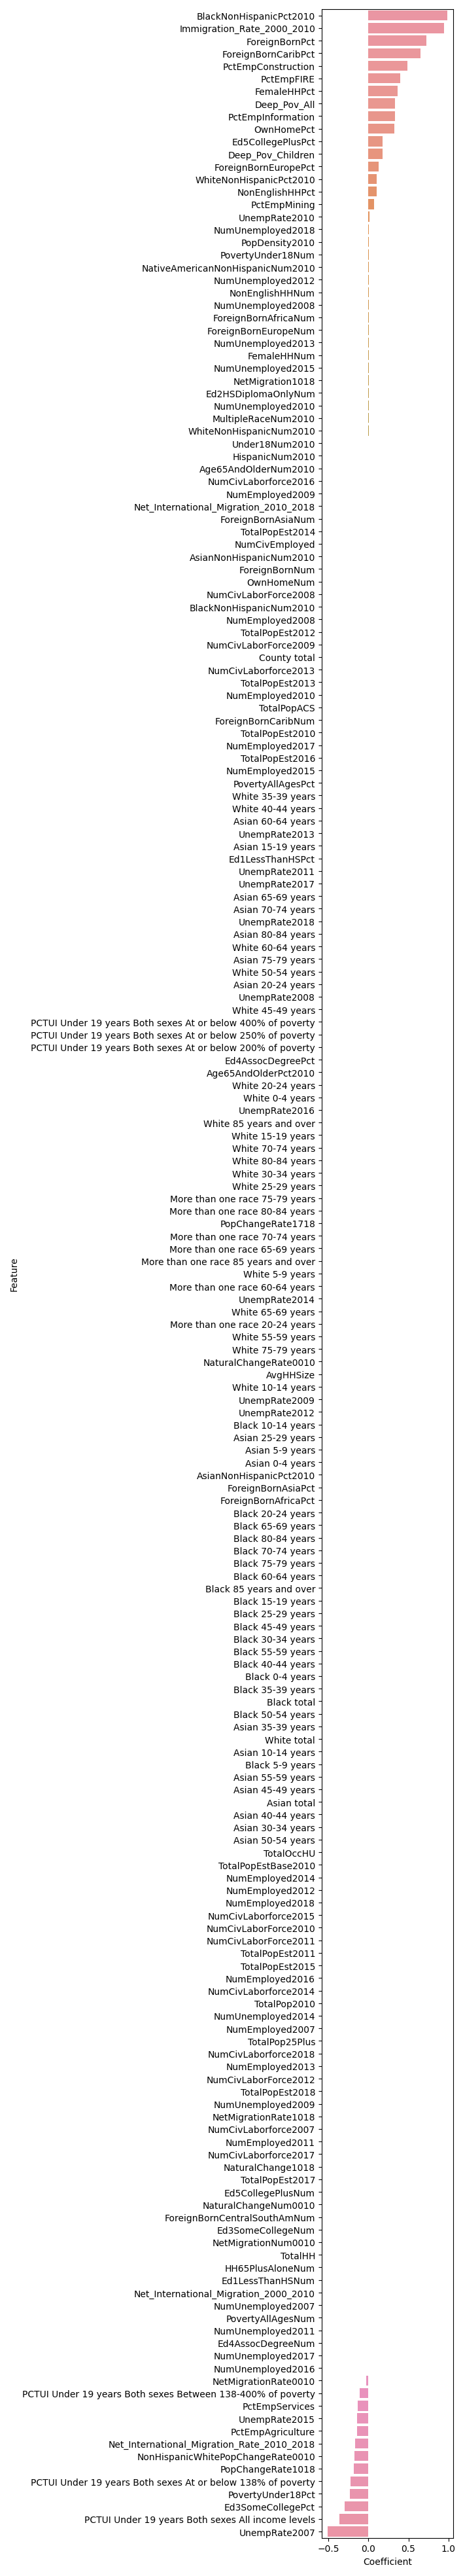 BlackNonHispanicPct2010
Immigration_Rate_2000_2010
ForeignBornPct
ForeignBornCaribPct
PctEmpConstruction
PctEmpFIRE
FemaleHHPct
Deep_Pov_All
PctEmpInformation
OwnHomePct
Ed5CollegePlusPct
Deep_Pov_Children
ForeignBornEuropePct
WhiteNonHispanicPct2010
NonEnglishHHPct
PctEmpMining
UnempRate2010
NumUnemployed2018
PopDensity2010
PovertyUnder18Num
NativeAmericanNonHispanicNum2010
NumUnemployed2012
NonEnglishHHNum
NumUnemployed2008
ForeignBornAfricaNum
ForeignBornEuropeNum
NumUnemployed2013
FemaleHHNum
NumUnemployed2015
NetMigration1018
Ed2HSDiplomaOnlyNum
NumUnemployed2010
MultipleRaceNum2010
WhiteNonHispanicNum2010
Under18Num2010
HispanicNum2010
Age65AndOlderNum2010
NumCivLaborforce2016
NumEmployed2009
Net_International_Migration_2010_2018
ForeignBornAsiaNum
TotalPopEst2014
NumCivEmployed
AsianNonHispanicNum2010
ForeignBornNum
OwnHomeNum
NumCivLaborForce2008
BlackNonHispanicNum2010
NumEmployed2008
TotalPopEst2012
NumCivLaborForce2009
County total
NumCivLaborforce2013
TotalPopEst2013
NumEmployed2010
TotalPopACS
ForeignBornCaribNum
TotalPopEst2010
NumEmployed2017
TotalPopEst2016
NumEmployed2015
PovertyAllAgesPct
White 35-39 years
White 40-44 years
Asian 60-64 years
UnempRate2013
Asian 15-19 years
Ed1LessThanHSPct
UnempRate2011
UnempRate2017
Asian 65-69 years
Asian 70-74 years
UnempRate2018
Asian 80-84 years
White 60-64 years
Asian 75-79 years
White 50-54 years
Asian 20-24 years
UnempRate2008
White 45-49 years
PCTUI Under 19 years Both sexes At or below 400% of poverty
PCTUI Under 19 years Both sexes At or below 250% of poverty
PCTUI Under 19 years Both sexes At or below 200% of poverty
Ed4AssocDegreePct
Age65AndOlderPct2010
White 20-24 years
White 0-4 years
UnempRate2016
White 85 years and over
White 15-19 years
White 70-74 years
White 80-84 years
White 30-34 years
White 25-29 years
More than one race 75-79 years
More than one race 80-84 years
PopChangeRate1718
More than one race 70-74 years
More than one race 65-69 years
More than one race 85 years and over
White 5-9 years
More than one race 60-64 years
UnempRate2014
White 65-69 years
More than one race 20-24 years
White 55-59 years
White 75-79 years
NaturalChangeRate0010
AvgHHSize
White 10-14 years
UnempRate2009
UnempRate2012
Black 10-14 years
Asian 25-29 years
Asian 5-9 years
Asian 0-4 years
AsianNonHispanicPct2010
ForeignBornAsiaPct
ForeignBornAfricaPct
Black 20-24 years
Black 65-69 years
Black 80-84 years
Black 70-74 years
Black 75-79 years
Black 60-64 years
Black 85 years and over
Black 15-19 years
Black 25-29 years
Black 45-49 years
Black 30-34 years
Black 55-59 years
Black 40-44 years
Black 0-4 years
Black 35-39 years
Black total
Black 50-54 years
Asian 35-39 years
White total
Asian 10-14 years
Black 5-9 years
Asian 55-59 years
Asian 45-49 years
Asian total
Asian 40-44 years
Asian 30-34 years
Asian 50-54 years
TotalOccHU
TotalPopEstBase2010
NumEmployed2014
NumEmployed2012
NumEmployed2018
NumCivLaborforce2015
NumCivLaborForce2010
NumCivLaborForce2011
TotalPopEst2011
TotalPopEst2015
NumEmployed2016
NumCivLaborforce2014
TotalPop2010
NumUnemployed2014
NumEmployed2007
TotalPop25Plus
NumCivLaborforce2018
NumEmployed2013
NumCivLaborForce2012
TotalPopEst2018
NumUnemployed2009
NetMigrationRate1018
NumCivLaborforce2007
NumEmployed2011
NumCivLaborforce2017
NaturalChange1018
TotalPopEst2017
Ed5CollegePlusNum
NaturalChangeNum0010
ForeignBornCentralSouthAmNum
Ed3SomeCollegeNum
NetMigrationNum0010
TotalHH
HH65PlusAloneNum
Ed1LessThanHSNum
Net_International_Migration_2000_2010
NumUnemployed2007
PovertyAllAgesNum
NumUnemployed2011
Ed4AssocDegreeNum
NumUnemployed2017
NumUnemployed2016
NetMigrationRate0010
PCTUI Under 19 years Both sexes Between 138-400% of poverty
PctEmpServices
UnempRate2015
PctEmpAgriculture
Net_International_Migration_Rate_2010_2018
NonHispanicWhitePopChangeRate0010
PopChangeRate1018
PCTUI Under 19 years Both sexes At or below 138% of poverty
PovertyUnder18Pct
Ed3SomeCollegePct
PCTUI Under 19 years Both sexes All income levels
UnempRate2007
Feature
−0.5 0.0 0.5 1.0
Coefficient